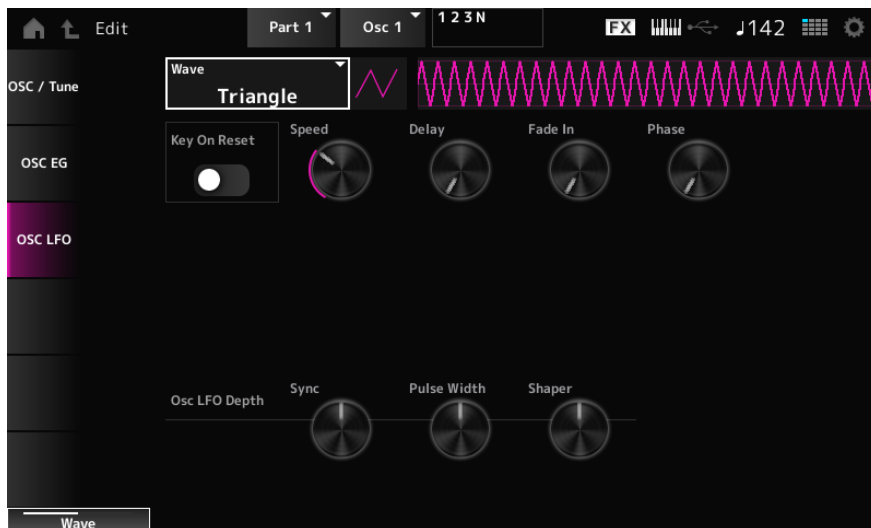 Edit
Part 1
Osc 1
1 2 3 N
FX
♩142
OSC / Tune
OSC EG
OSC LFO
Wave
Triangle
Key On Reset
Speed
Delay
Fade In
Phase
Osc LFO Depth
Sync
Pulse Width
Shaper
Wave